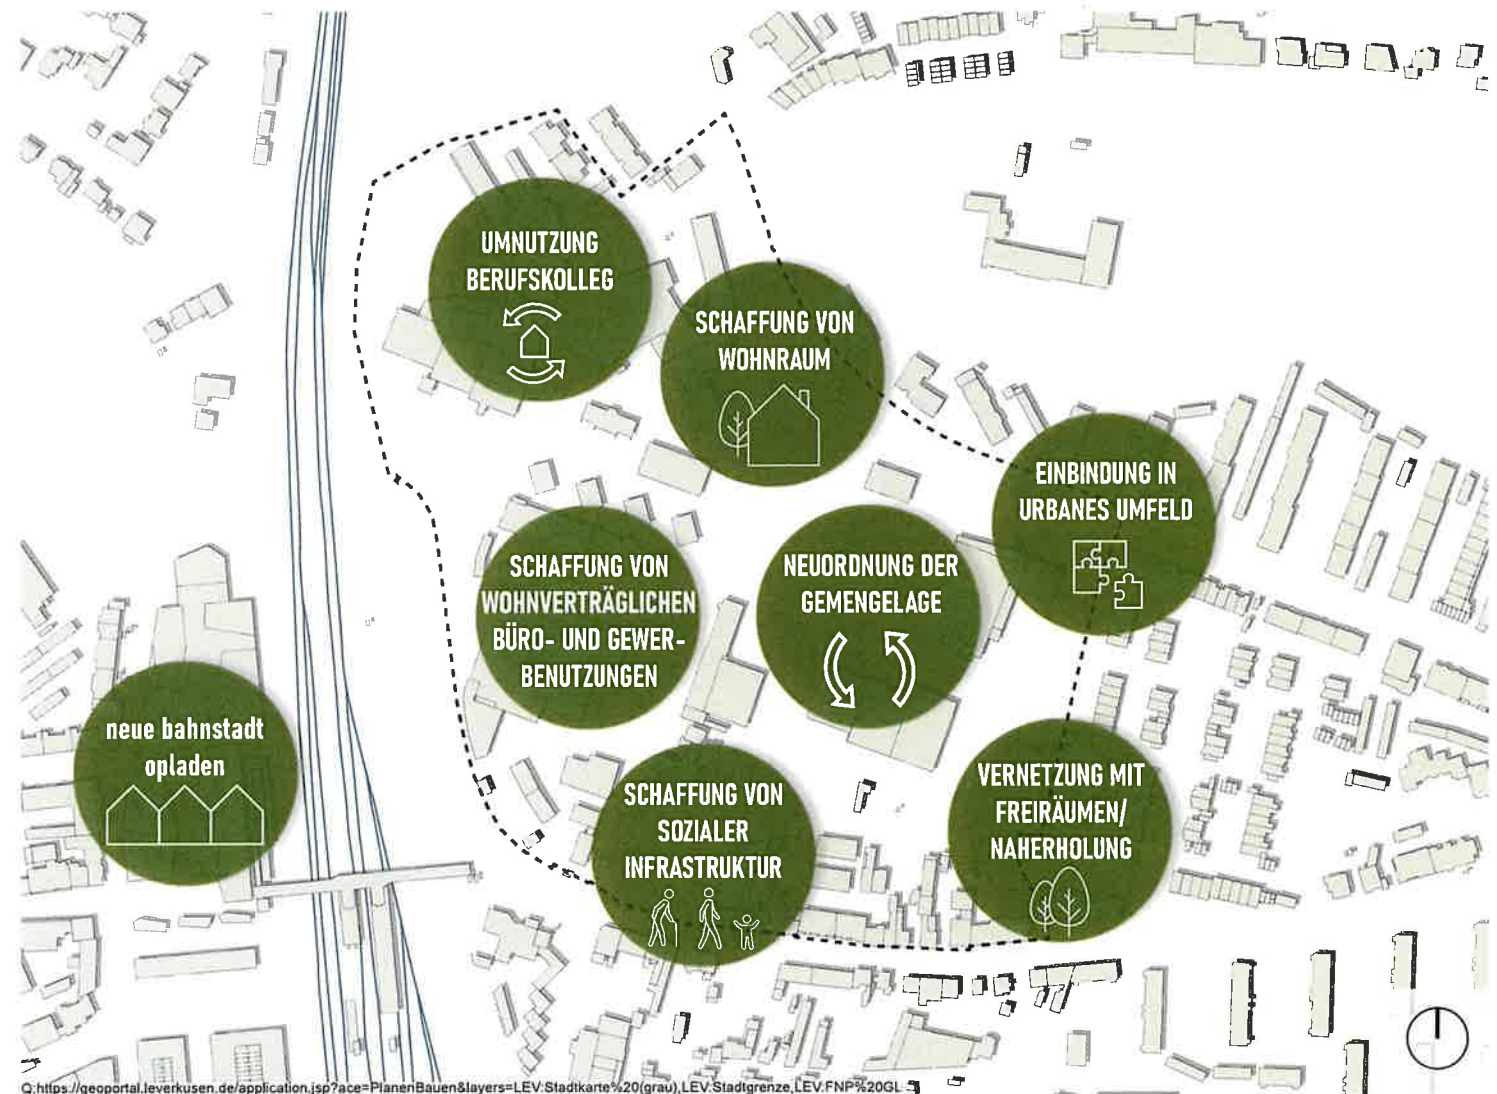 UMNUTZUNG
BERUFSKOLLEG
SCHAFFUNG VON
WOHNRAUM
EINBINDUNG IN
URBANES UMFELD
SCHAFFUNG VON
WOHNVERTRÄGLICHEN
BÜRO- UND GEWER-
BENUTZUNGEN
NEUORDNUNG DER
GEMENGELAGE
neue bahnstadt
opladen
SCHAFFUNG VON
SOZIALER
INFRASTRUKTUR
VERNETZUNG MIT
FREIRÄUMEN/
NAHERHOLUNG
Q:https://geoportal.leverkusen.de/application.jsp?ace=PlanenBauen&layers=LEV:Stadtkarte%20(grau),LEV:Stadtgrenze,LEV:FNP%20GL